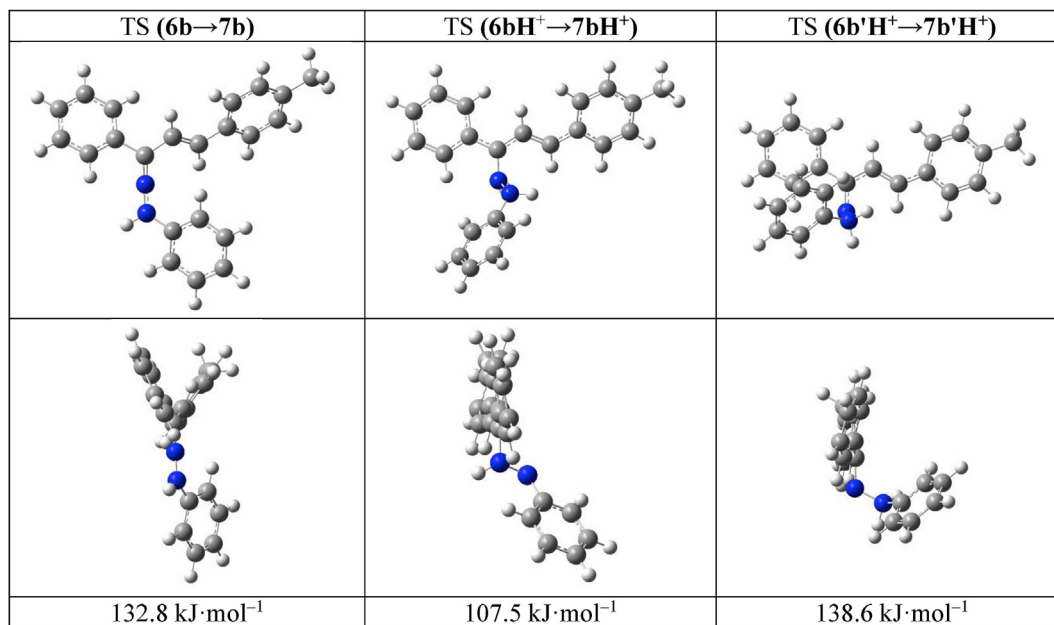 TS (6b→7b)
TS (6bH⁺→7bH⁺)
TS (6b'H⁺→7b'H⁺)
132.8 kJ·mol⁻¹
107.5 kJ·mol⁻¹
138.6 kJ·mol⁻¹